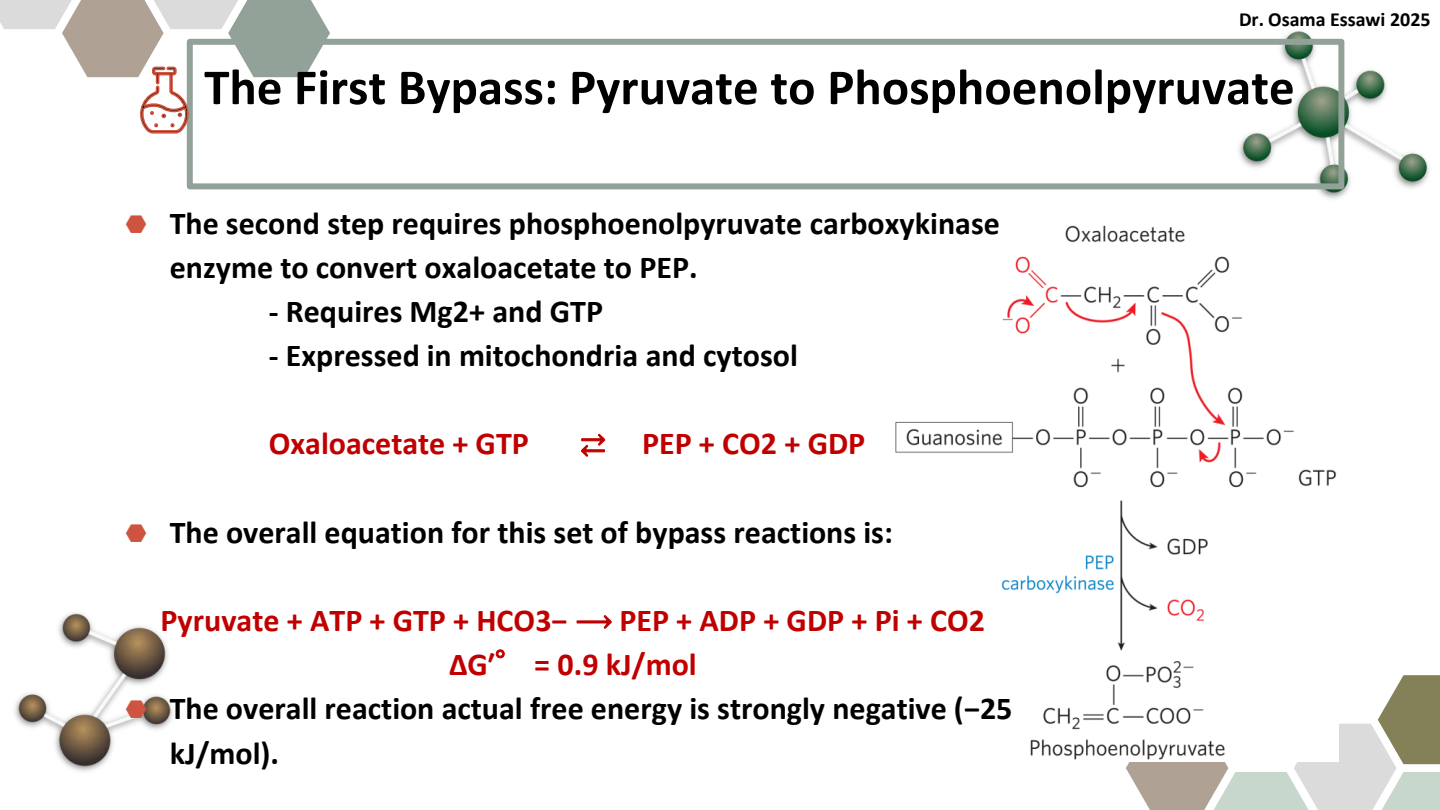 Dr. Osama Essawi 2025
The First Bypass: Pyruvate to Phosphoenolpyruvate
The second step requires phosphoenolpyruvate carboxykinase
enzyme to convert oxaloacetate to PEP.
- Requires Mg2+ and GTP
- Expressed in mitochondria and cytosol
Oxaloacetate + GTP ⇄ PEP + CO2 + GDP
The overall equation for this set of bypass reactions is:
Pyruvate + ATP + GTP + HCO3− ⟶ PEP + ADP + GDP + Pi + CO2
ΔG′° = 0.9 kJ/mol
The overall reaction actual free energy is strongly negative (−25
kJ/mol).
Oxaloacetate
O O
C—CH₂—C—C
⁻O O O⁻
+
O O O
Guanosine —O—P—O—P—O—P—O⁻
O⁻ O⁻ O⁻ GTP
GDP
PEP
carboxykinase
CO₂
O—PO₃²⁻
CH₂=C—COO⁻
Phosphoenolpyruvate